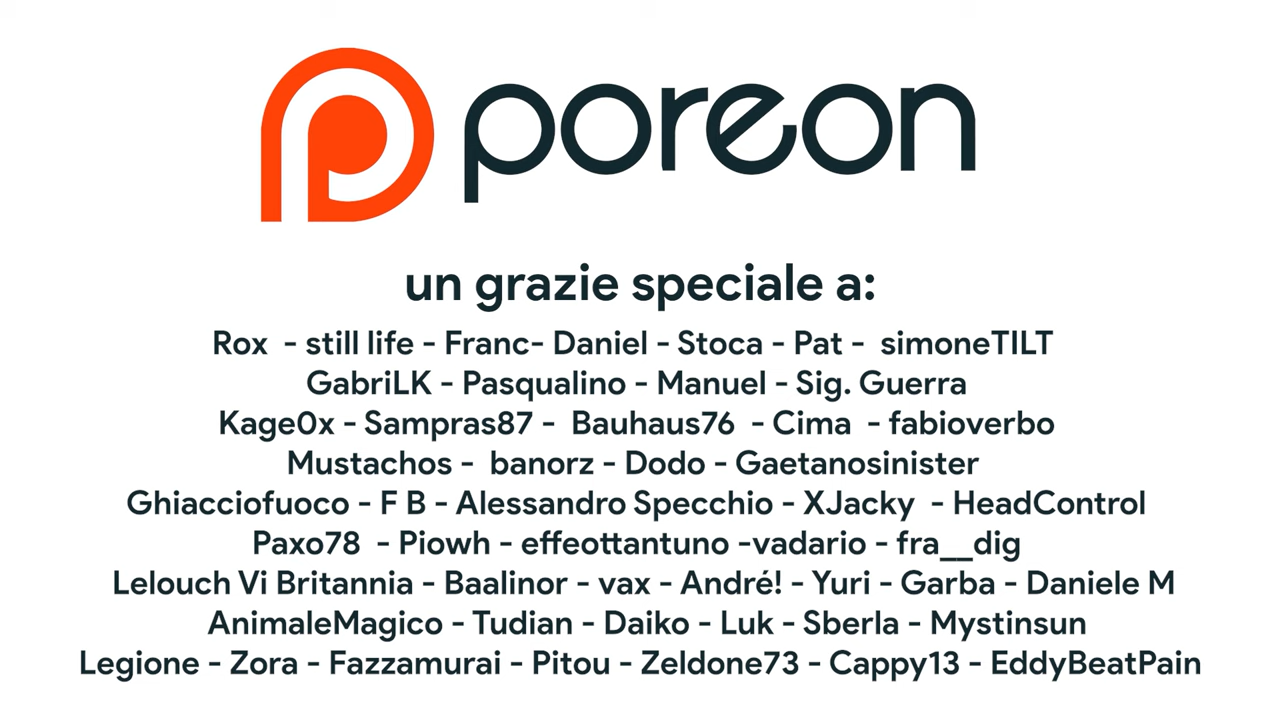 poreon
un grazie speciale a:
Rox - still life - Franc- Daniel - Stoca - Pat - simoneTILT
GabriLK - Pasqualino - Manuel - Sig. Guerra
Kage0x - Sampras87 - Bauhaus76 - Cima - fabioverbo
Mustachos - banorz - Dodo - Gaetanosinister
Ghiacciofuoco - F B - Alessandro Specchio - XJacky - HeadControl
Paxo78 - Piowh - effeottantuno -vadario - fra__dig
Lelouch Vi Britannia - Baalinor - vax - André! - Yuri - Garba - Daniele M
AnimaleMagico - Tudian - Daiko - Luk - Sberla - Mystinsun
Legione - Zora - Fazzamurai - Pitou - Zeldone73 - Cappy13 - EddyBeatPain